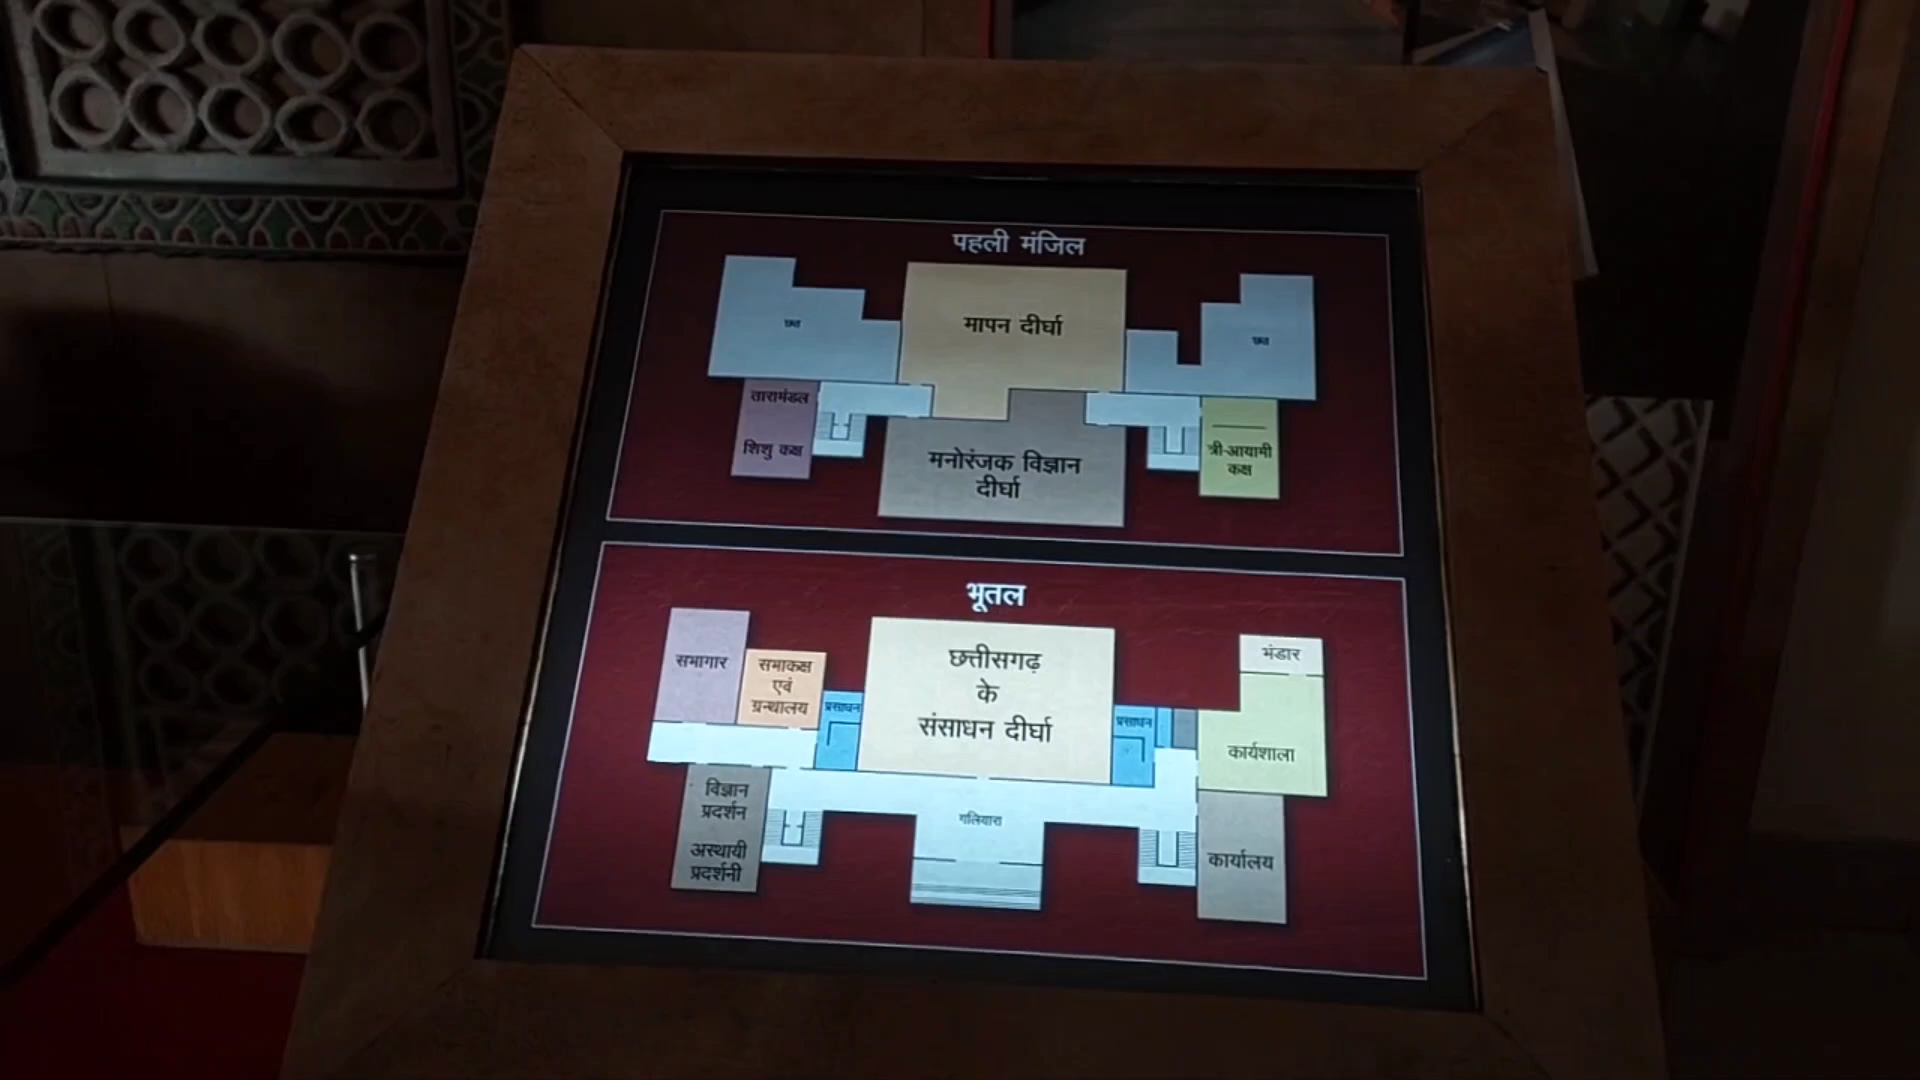 पहली मंजिल
छत
मापन दीर्घा
छत
तारामंडल
शिशु कक्ष
मनोरंजक विज्ञान
दीर्घा
त्री-आयामी
कक्ष
भूतल
सभागार
सभाकक्ष
एवं
ग्रन्थालय
प्रसाधन
छत्तीसगढ़
के
संसाधन दीर्घा
प्रसाधन
भंडार
कार्यशाला
विज्ञान
प्रदर्शन
अस्थायी
प्रदर्शनी
गलियारा
कार्यालय